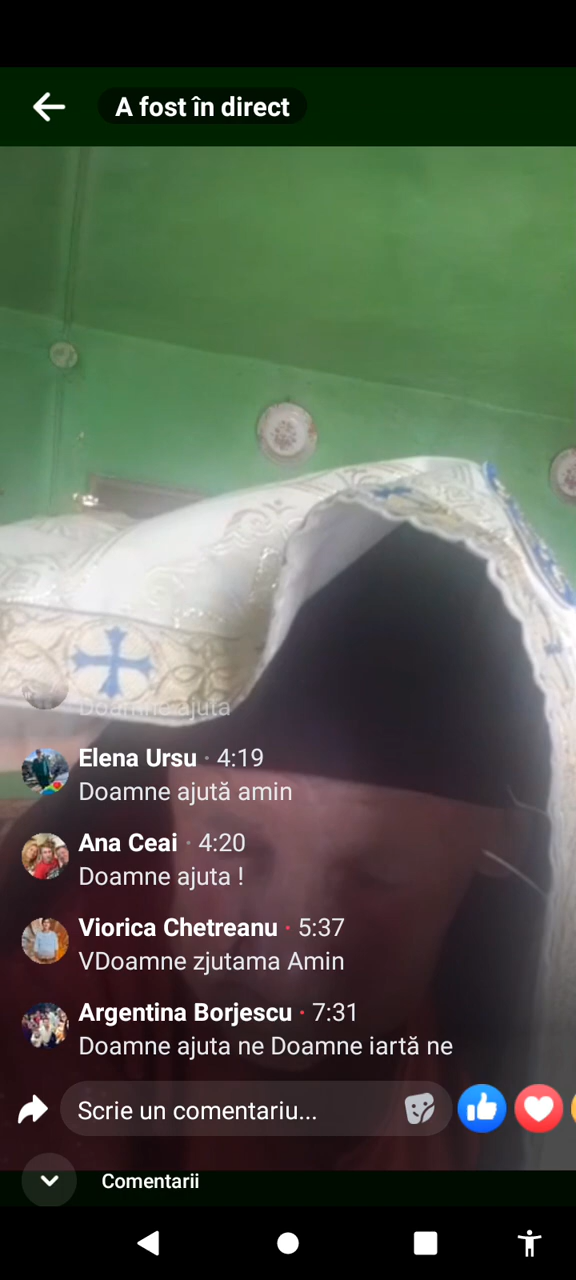 A fost în direct
Doamne ajuta
Elena Ursu · 4:19
Doamne ajută amin
Ana Ceai · 4:20
Doamne ajuta !
Viorica Chetreanu · 5:37
VDoamne zjutama Amin
Argentina Borjescu · 7:31
Doamne ajuta ne Doamne iartă ne
Scrie un comentariu...
Comentarii